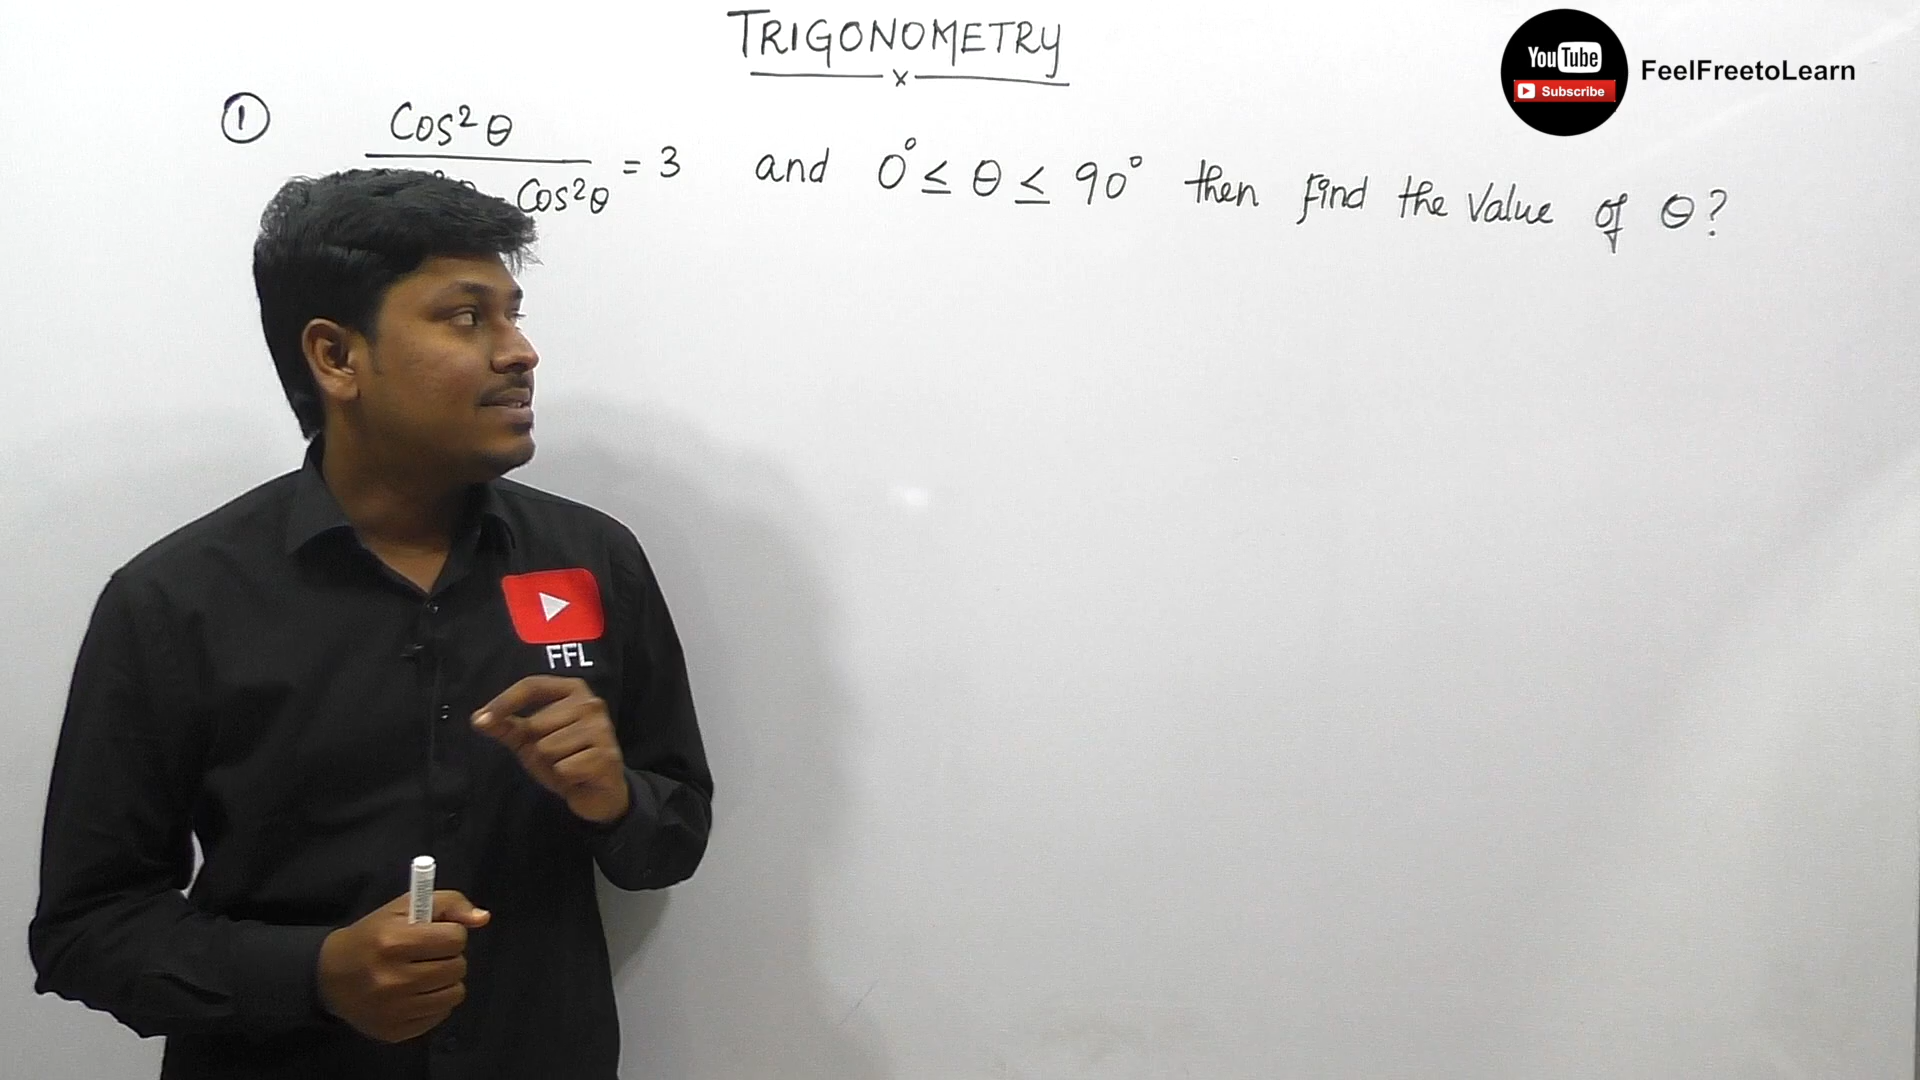 TRIGONOMETRY
x
① Cos²θ
= 3 and 0° ≤ θ ≤ 90° then find the value of θ?
Cos²θ
YouTube
Subscribe
FeelFreetoLearn
FFL